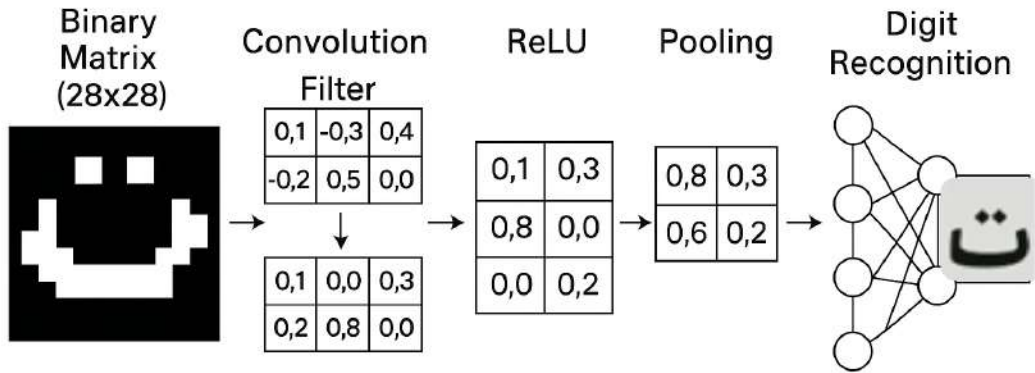 Binary
Matrix
(28x28)
Convolution
Filter
0,1 -0,3 0,4
-0,2 0,5 0,0
0,1 0,0 0,3
0,2 0,8 0,0
ReLU
0,1 0,3
0,8 0,0
0,0 0,2
Pooling
0,8 0,3
0,6 0,2
Digit
Recognition
ت